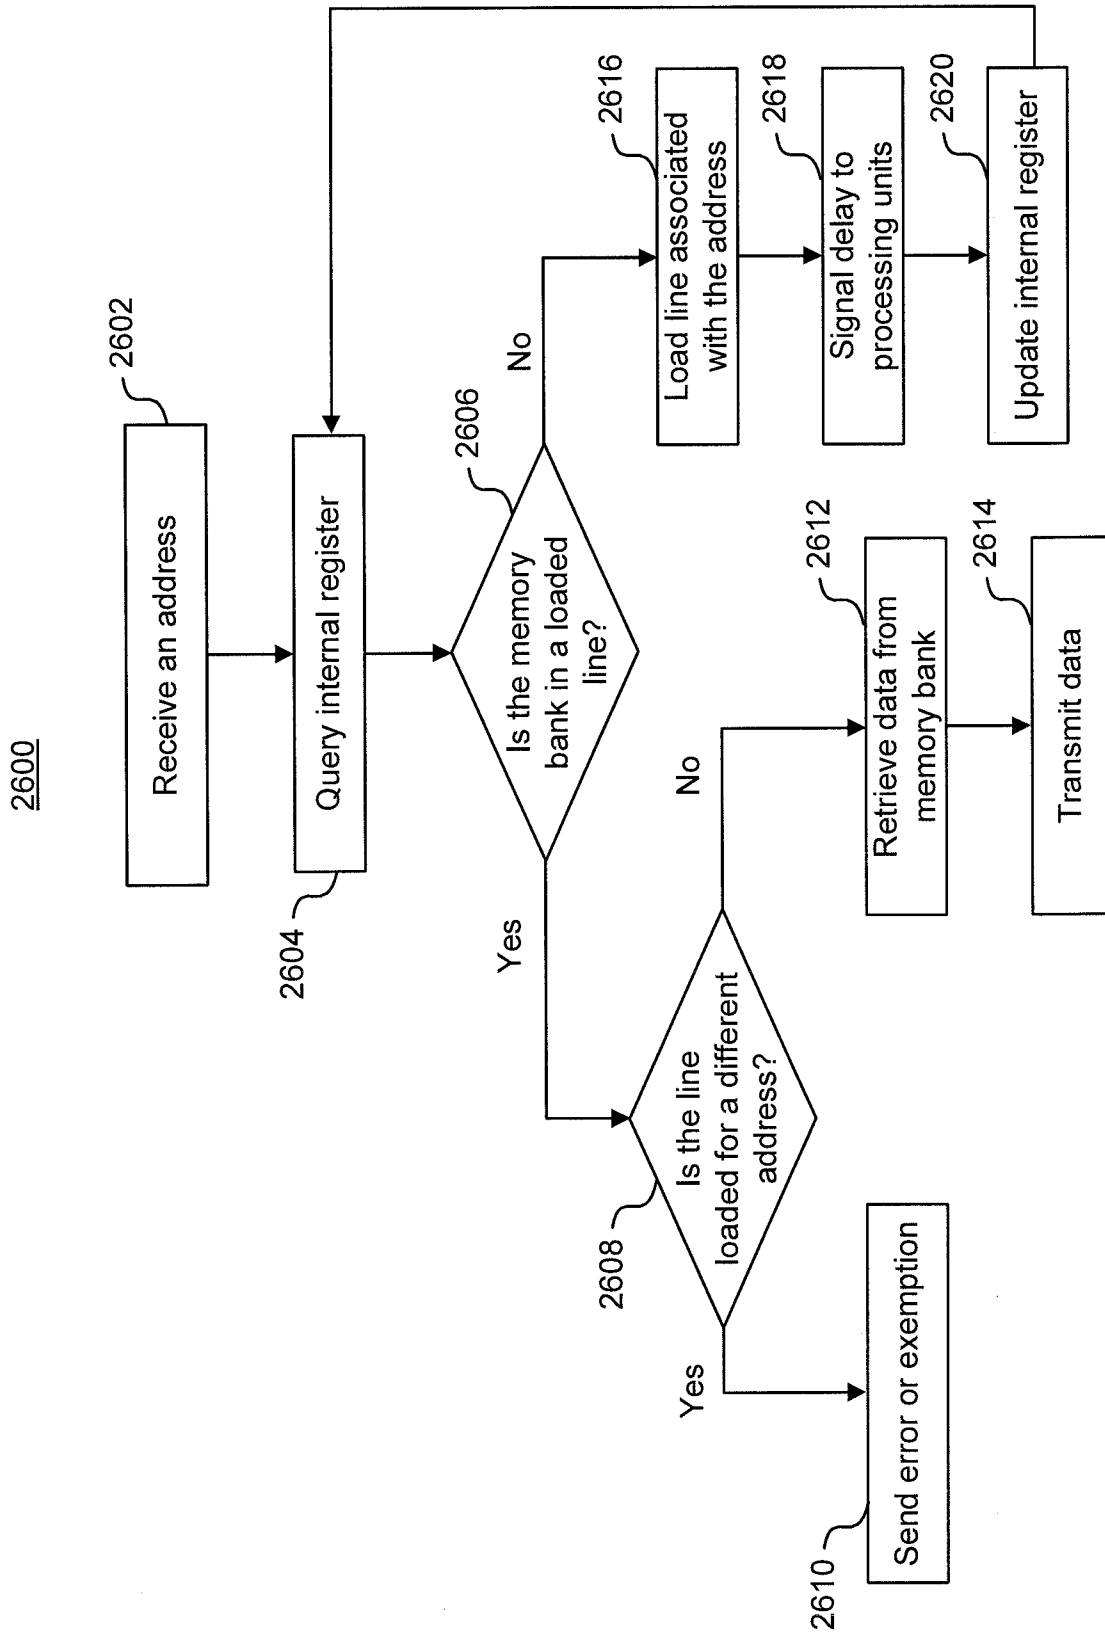 2600
Receive an address
2602
Query internal register
2604
Is the memory
bank in a loaded
line?
2606
Yes
No
Is the line
loaded for a different
address?
2608
Yes
No
Send error or exemption
2610
Retrieve data from
memory bank
2612
Transmit data
2614
Load line associated
with the address
2616
Signal delay to
processing units
2618
Update internal register
2620